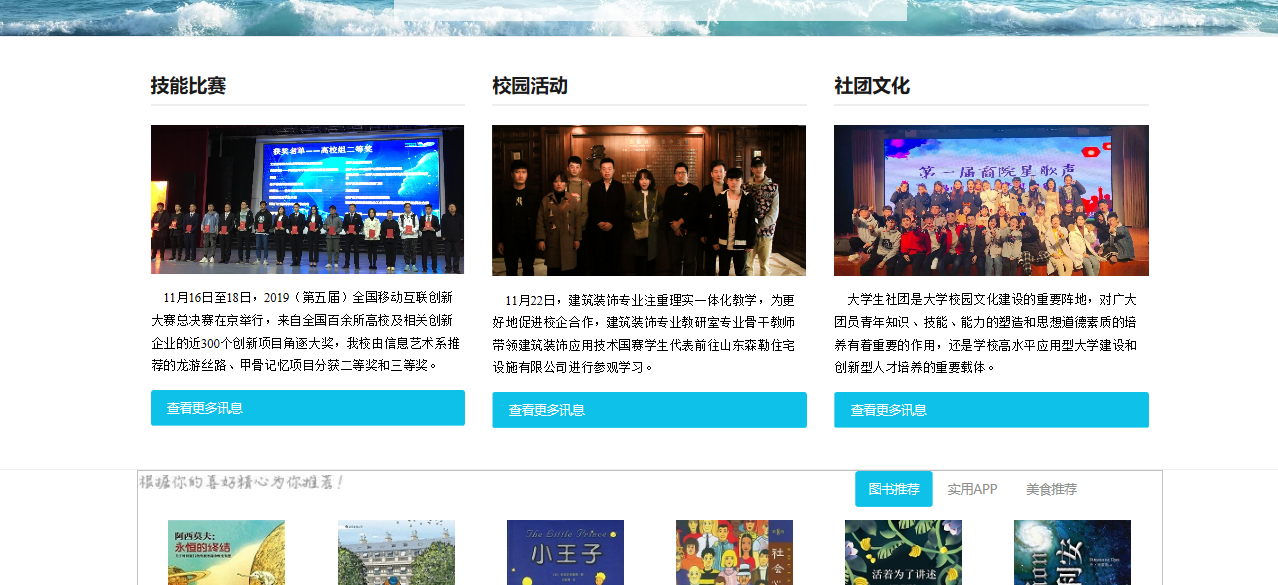 技能比赛
校园活动
社团文化
获奖名单——高校组二等奖
第一届商院星歌声
11月16日至18日，2019（第五届）全国移动互联创新
大赛总决赛在京举行，来自全国百余所高校及相关创新
企业的近300个创新项目角逐大奖，我校由信息艺术系推
荐的龙游丝路、甲骨记忆项目分获二等奖和三等奖。
查看更多讯息
11月22日，建筑装饰专业注重理实一体化教学，为更
好地促进校企合作，建筑装饰专业教研室专业骨干教师
带领建筑装饰应用技术国赛学生代表前往山东森勒住宅
设施有限公司进行参观学习。
查看更多讯息
大学生社团是大学校园文化建设的重要阵地，对广大
团员青年知识、技能、能力的塑造和思想道德素质的培
养有着重要的作用，还是学校高水平应用型大学建设和
创新型人才培养的重要载体。
查看更多讯息
根据你的喜好精心为你推荐！
图书推荐
实用APP
美食推荐
阿西莫夫：
永恒的终结
The Little Prince
小王子
社会心
活着为了讲述